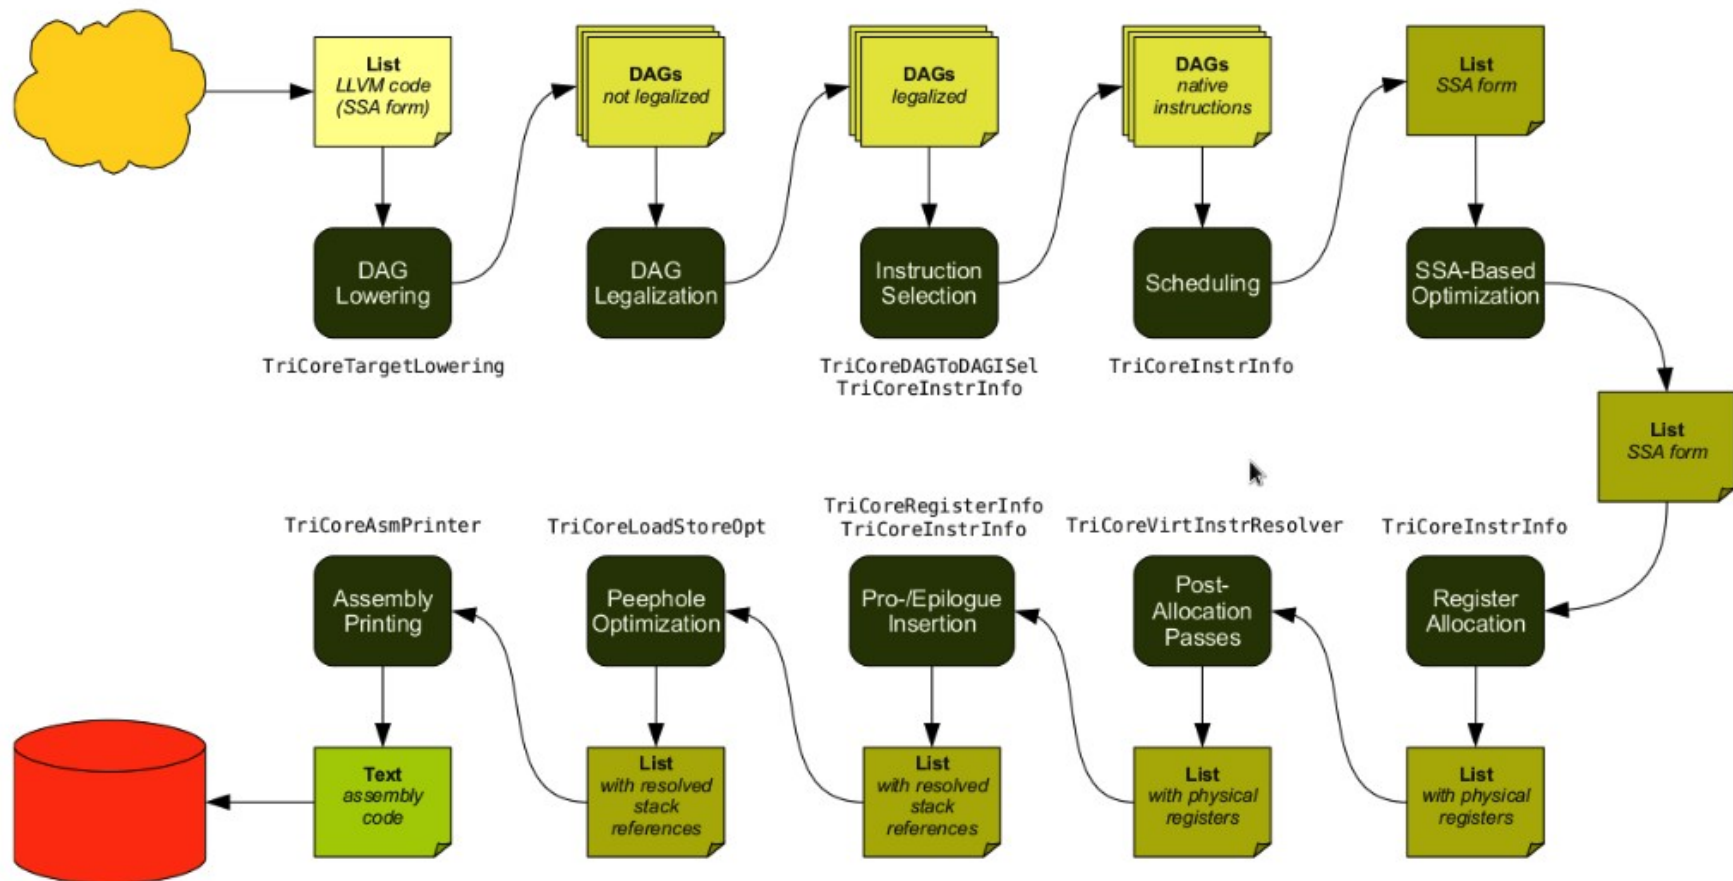 List
LLVM code
(SSA form)
DAGs
not legalized
DAGs
legalized
DAGs
native
instructions
List
SSA form
DAG
Lowering
DAG
Legalization
Instruction
Selection
Scheduling
SSA-Based
Optimization
TriCoreTargetLowering
TriCoreDAGToDAGISel
TriCoreInstrInfo
TriCoreInstrInfo
List
SSA form
TriCoreAsmPrinter
TriCoreLoadStoreOpt
TriCoreRegisterInfo
TriCoreInstrInfo
TriCoreVirtInstrResolver
TriCoreInstrInfo
Assembly
Printing
Peephole
Optimization
Pro-/Epilogue
Insertion
Post-
Allocation
Passes
Register
Allocation
Text
assembly
code
List
with resolved
stack
references
List
with resolved
stack
references
List
with physical
registers
List
with physical
registers